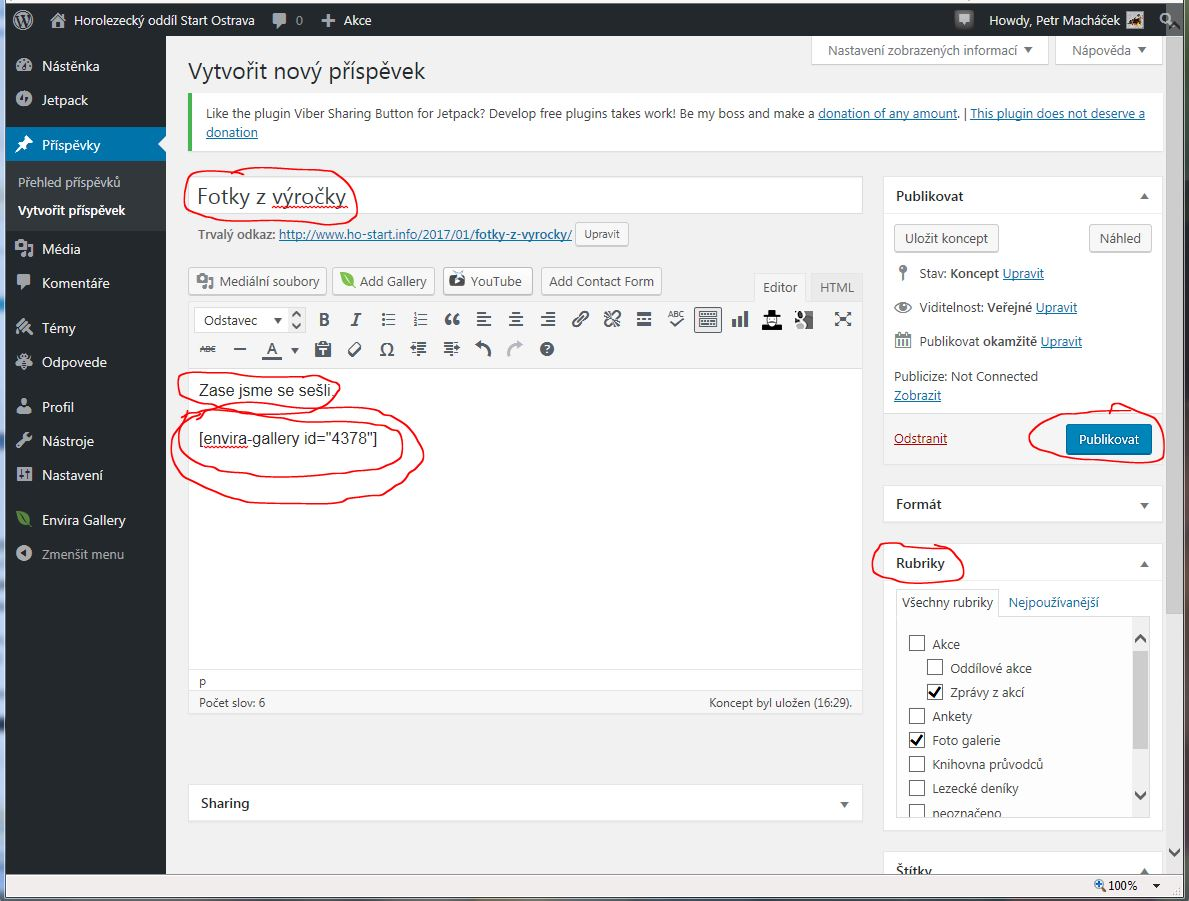 Horolezecký oddíl Start Ostrava 0 + Akce Howdy, Petr Macháček
Nastavení zobrazených informací Nápověda
Nástěnka
Jetpack
Příspěvky
Přehled příspěvků
Vytvořit příspěvek
Média
Komentáře
Témy
Odpovede
Profil
Nástroje
Nastavení
Envira Gallery
Zmenšit menu
Vytvořit nový příspěvek
Like the plugin Viber Sharing Button for Jetpack? Develop free plugins takes work! Be my boss and make a donation of any amount. | This plugin does not deserve a
donation
Fotky z výročky
Trvalý odkaz: http://www.ho-start.info/2017/01/fotky-z-vyrocky/ Upravit
Mediální soubory Add Gallery YouTube Add Contact Form
Editor HTML
Odstavec B I ABC
ABC A Ω ?
Zase jsme se sešli.
[envira-gallery id="4378"]
p
Počet slov: 6 Koncept byl uložen (16:29).
Sharing
Publikovat
Uložit koncept Náhled
Stav: Koncept Upravit
Viditelnost: Veřejné Upravit
Publikovat okamžitě Upravit
Publicize: Not Connected
Zobrazit
Odstranit Publikovat
Formát
Rubriky
Všechny rubriky Nejpoužívanější
Akce
Oddílové akce
Zprávy z akcí
Ankety
Foto galerie
Knihovna průvodců
Lezecké deníky
neoznačeno
Štítky
100%